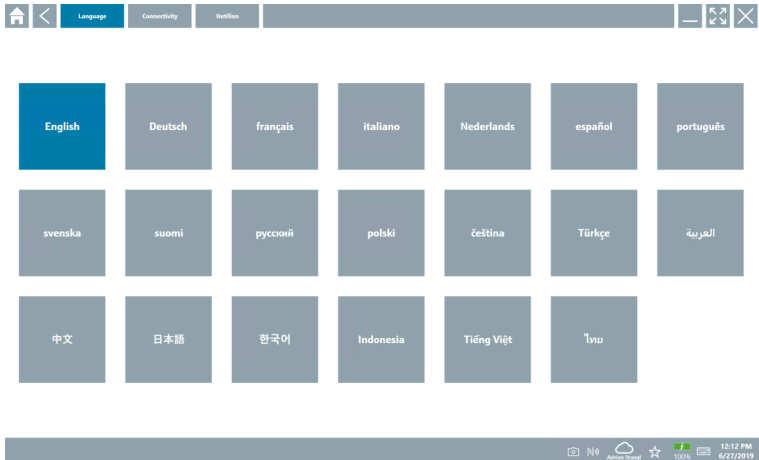 Language Connectivity Netilion
English Deutsch français italiano Nederlands español português
svenska suomi русский polski čeština Türkçe العربية
中文 日本語 한국어 Indonesia Tiếng Việt ไทย
Adrian Stangl 100% 12:12 PM
6/27/2019